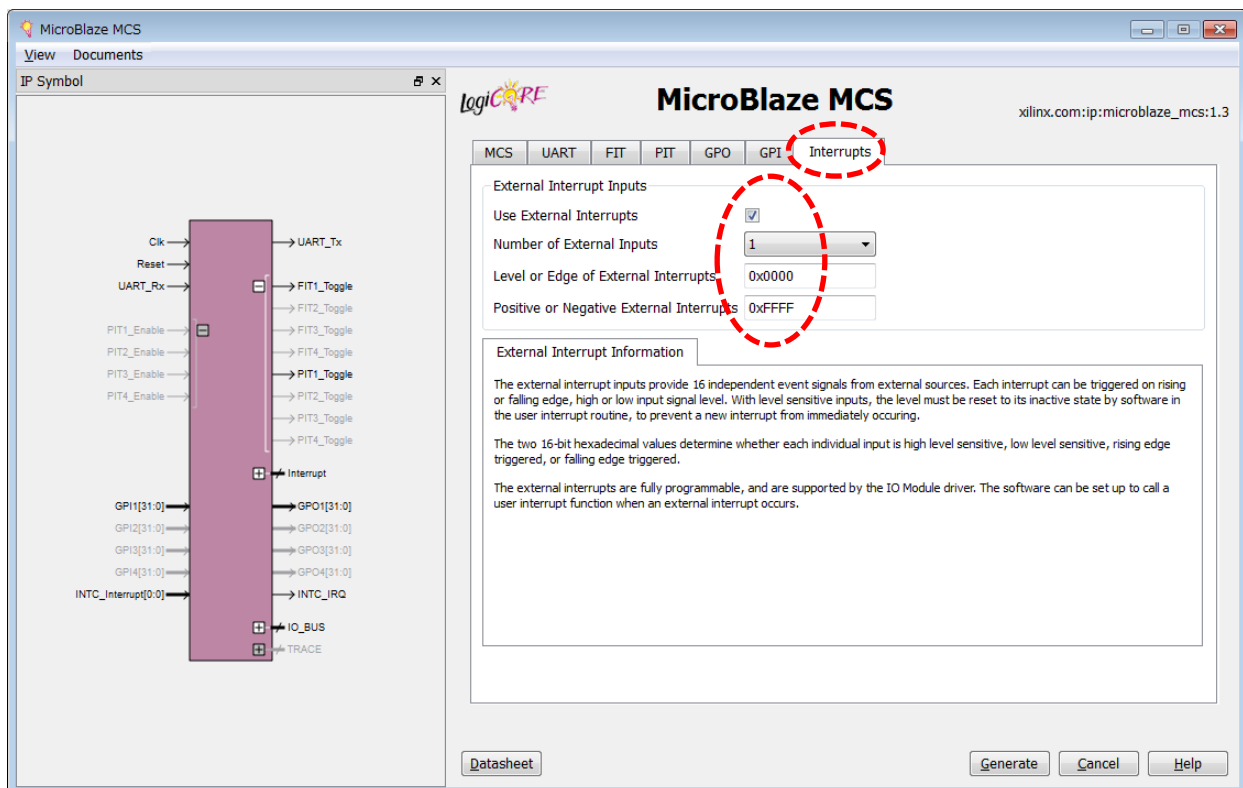 MicroBlaze MCS
View Documents
IP Symbol
Clk
Reset
UART_Rx
PIT1_Enable
PIT2_Enable
PIT3_Enable
PIT4_Enable
GPI1[31:0]
GPI2[31:0]
GPI3[31:0]
GPI4[31:0]
INTC_Interrupt[0:0]
UART_Tx
FIT1_Toggle
FIT2_Toggle
FIT3_Toggle
FIT4_Toggle
PIT1_Toggle
PIT2_Toggle
PIT3_Toggle
PIT4_Toggle
Interrupt
GPO1[31:0]
GPO2[31:0]
GPO3[31:0]
GPO4[31:0]
INTC_IRQ
IO_BUS
TRACE
LogiCORE
MicroBlaze MCS
xilinx.com:ip:microblaze_mcs:1.3
MCS UART FIT PIT GPO GPI Interrupts
External Interrupt Inputs
Use External Interrupts
Number of External Inputs 1
Level or Edge of External Interrupts 0x0000
Positive or Negative External Interrupts 0xFFFF
External Interrupt Information
The external interrupt inputs provide 16 independent event signals from external sources. Each interrupt can be triggered on rising
or falling edge, high or low input signal level. With level sensitive inputs, the level must be reset to its inactive state by software in
the user interrupt routine, to prevent a new interrupt from immediately occuring.
The two 16-bit hexadecimal values determine whether each individual input is high level sensitive, low level sensitive, rising edge
triggered, or falling edge triggered.
The external interrupts are fully programmable, and are supported by the IO Module driver. The software can be set up to call a
user interrupt function when an external interrupt occurs.
Datasheet
Generate Cancel Help